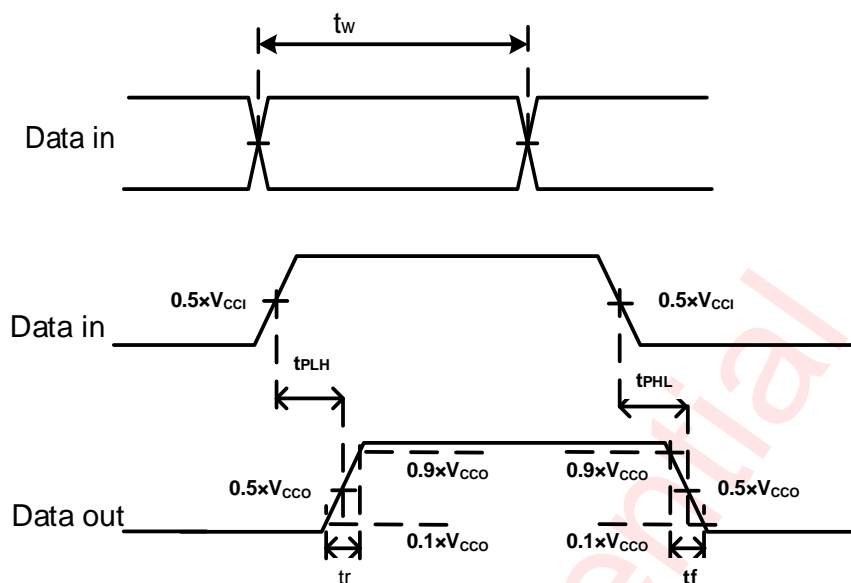 tW
Data in
0.5×VCCI
0.5×VCCI
Data in
tPLH
tPHL
0.9×VCCO
0.9×VCCO
0.5×VCCO
0.5×VCCO
Data out
0.1×VCCO
0.1×VCCO
tr
tf
ential